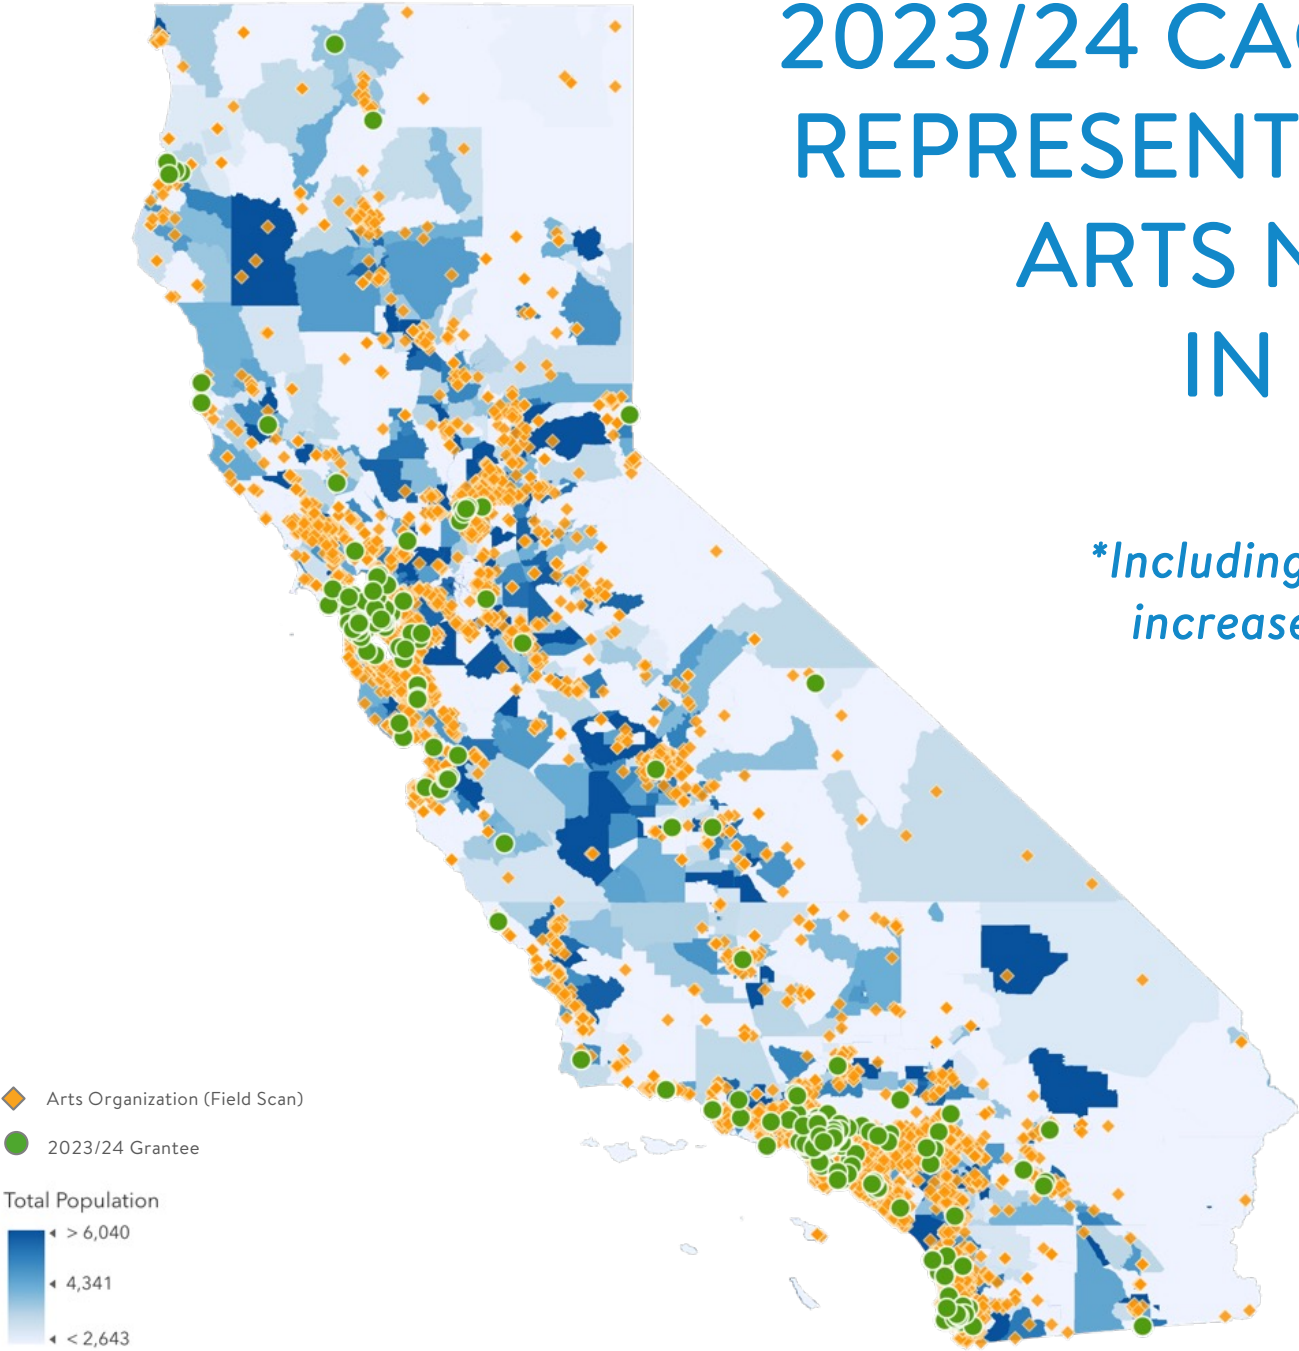 2023/24 CA
REPRESENT
ARTS
IN
*Including
increase
Arts Organization (Field Scan)
2023/24 Grantee
Total Population
> 6,040
4,341
< 2,643